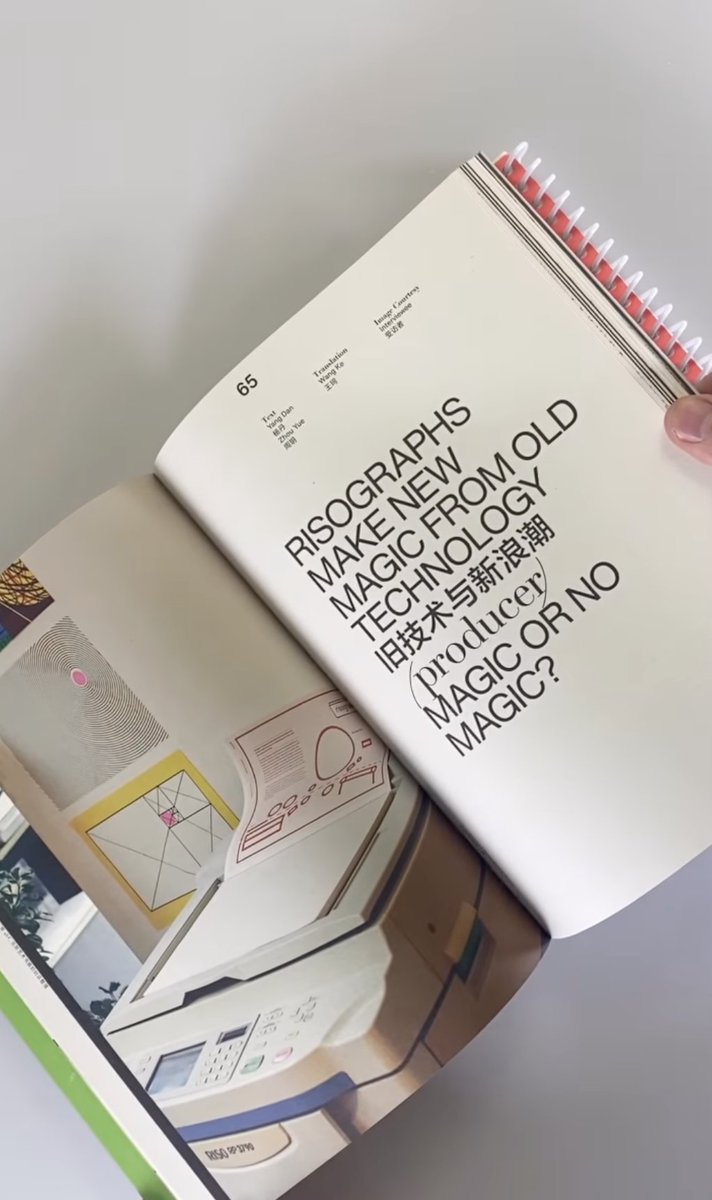 65
Text
Yang Dan
杨丹
Zhou Yue
周玥
Translation
Wang Ke
王珂
Image Courtesy
Interviewee
受访者
RISOGRAPHS
MAKE NEW
MAGIC FROM OLD
TECHNOLOGY
旧技术与新浪潮
(producer)
MAGIC OR NO
MAGIC?
RISO RP 3790